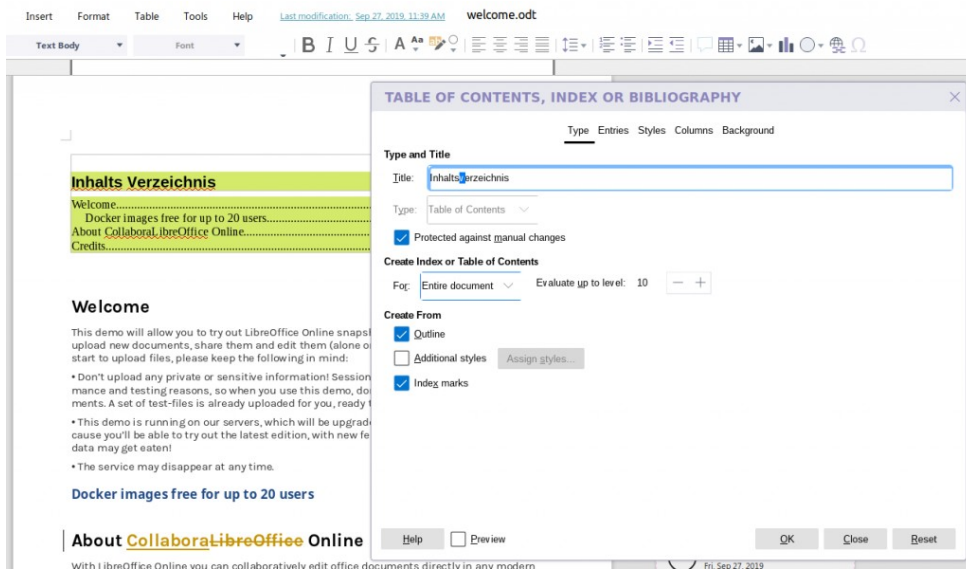 Insert Format Table Tools Help Last modification: Sep 27, 2019, 11:39 AM welcome.odt
Text Body Font
TABLE OF CONTENTS, INDEX OR BIBLIOGRAPHY
Type Entries Styles Columns Background
Type and Title
Title: Inhaltsverzeichnis
Type: Table of Contents
Protected against manual changes
Create Index or Table of Contents
For: Entire document Evaluate up to level: 10
Create From
Outline
Additional styles Assign styles...
Index marks
Help Preview OK Close Reset
Inhalts Verzeichnis
Welcome
Docker images free for up to 20 users
About CollaboraLibreOffice Online
Credits
Welcome
This demo will allow you to try out LibreOffice Online
upload new documents, share them and edit them (alone
start to upload files, please keep the following in mind:
• Don't upload any private or sensitive information! Session
mance and testing reasons, so when you use this demo,
ments. A set of test-files is already uploaded for you, ready
• This demo is running on our servers, which will be
cause you'll be able to try out the latest edition, with new
data may get eaten!
• The service may disappear at any time.
Docker images free for up to 20 users
About CollaboraLibreOffice Online
With LibreOffice Online you can collaboratively edit office documents directly in any modern
Fri, Sep 27, 2019